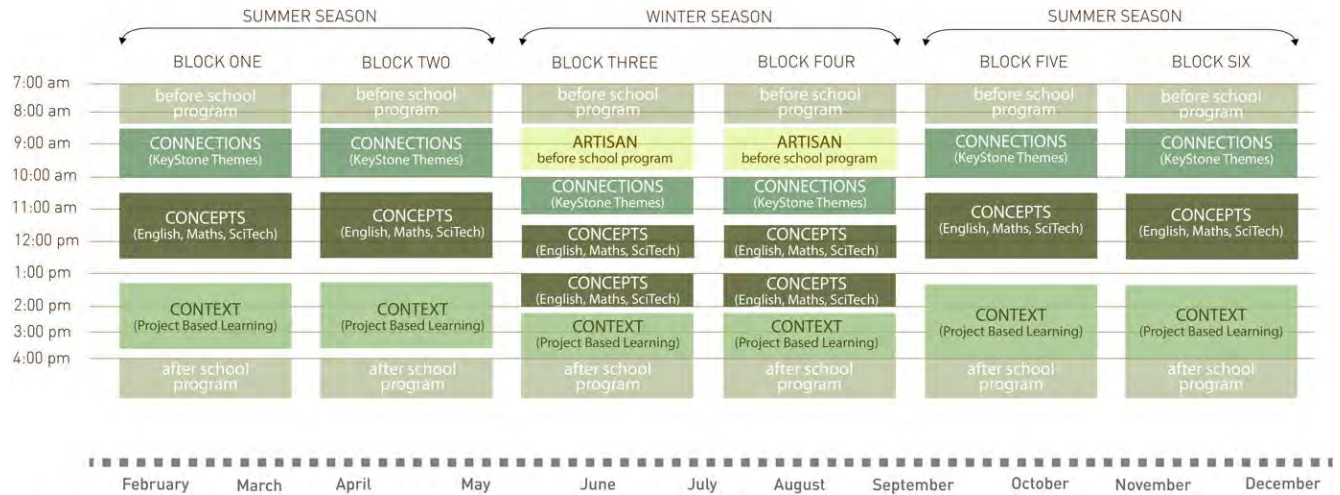 SUMMER SEASON WINTER SEASON SUMMER SEASON
BLOCK ONE BLOCK TWO BLOCK THREE BLOCK FOUR BLOCK FIVE BLOCK SIX
7:00 am
before school program before school program before school program before school program before school program before school program
8:00 am
CONNECTIONS CONNECTIONS ARTISAN ARTISAN CONNECTIONS CONNECTIONS
9:00 am
(KeyStone Themes) (KeyStone Themes) before school program before school program (KeyStone Themes) (KeyStone Themes)
10:00 am
CONNECTIONS CONNECTIONS
(KeyStone Themes) (KeyStone Themes)
11:00 am
CONCEPTS CONCEPTS CONCEPTS CONCEPTS
(English, Maths, SciTech) (English, Maths, SciTech) (English, Maths, SciTech) (English, Maths, SciTech)
12:00 pm
CONCEPTS CONCEPTS
(English, Maths, SciTech) (English, Maths, SciTech)
1:00 pm
CONCEPTS CONCEPTS
(English, Maths, SciTech) (English, Maths, SciTech)
2:00 pm
CONTEXT CONTEXT CONTEXT CONTEXT CONTEXT CONTEXT
(Project Based Learning) (Project Based Learning) (Project Based Learning) (Project Based Learning) (Project Based Learning) (Project Based Learning)
3:00 pm
4:00 pm
after school program after school program after school program after school program after school program after school program
February March April May June July August September October November December